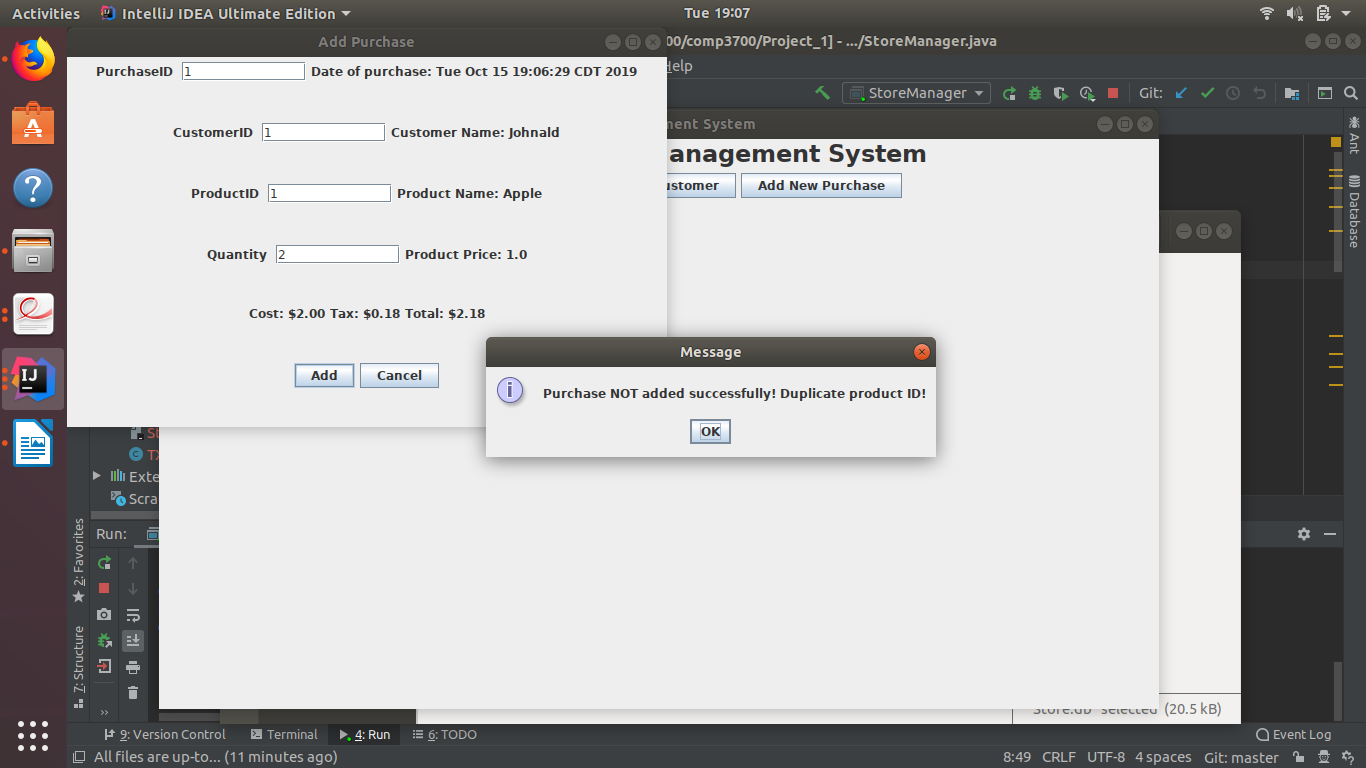 Activities IntelliJ IDEA Ultimate Edition Tue 19:07
Add Purchase
00/comp3700/Project_1] - .../StoreManager.java
PurchaseID 1 Date of purchase: Tue Oct 15 19:06:29 CDT 2019
Help
StoreManager Git:
CustomerID 1 Customer Name: Johnald
ment System
anagement System
ustomer Add New Purchase
ProductID 1 Product Name: Apple
Quantity 2 Product Price: 1.0
Cost: $2.00 Tax: $0.18 Total: $2.18
Add Cancel
Message
Purchase NOT added successfully! Duplicate product ID!
OK
Ant
Database
St
TX
Exte
Scra
Run:
2: Favorites
7: Structure
Store.db" selected (20.5 kB)
9: Version Control Terminal 4: Run 6: TODO Event Log
All files are up-to... (11 minutes ago) 8:49 CRLF UTF-8 4 spaces Git: master